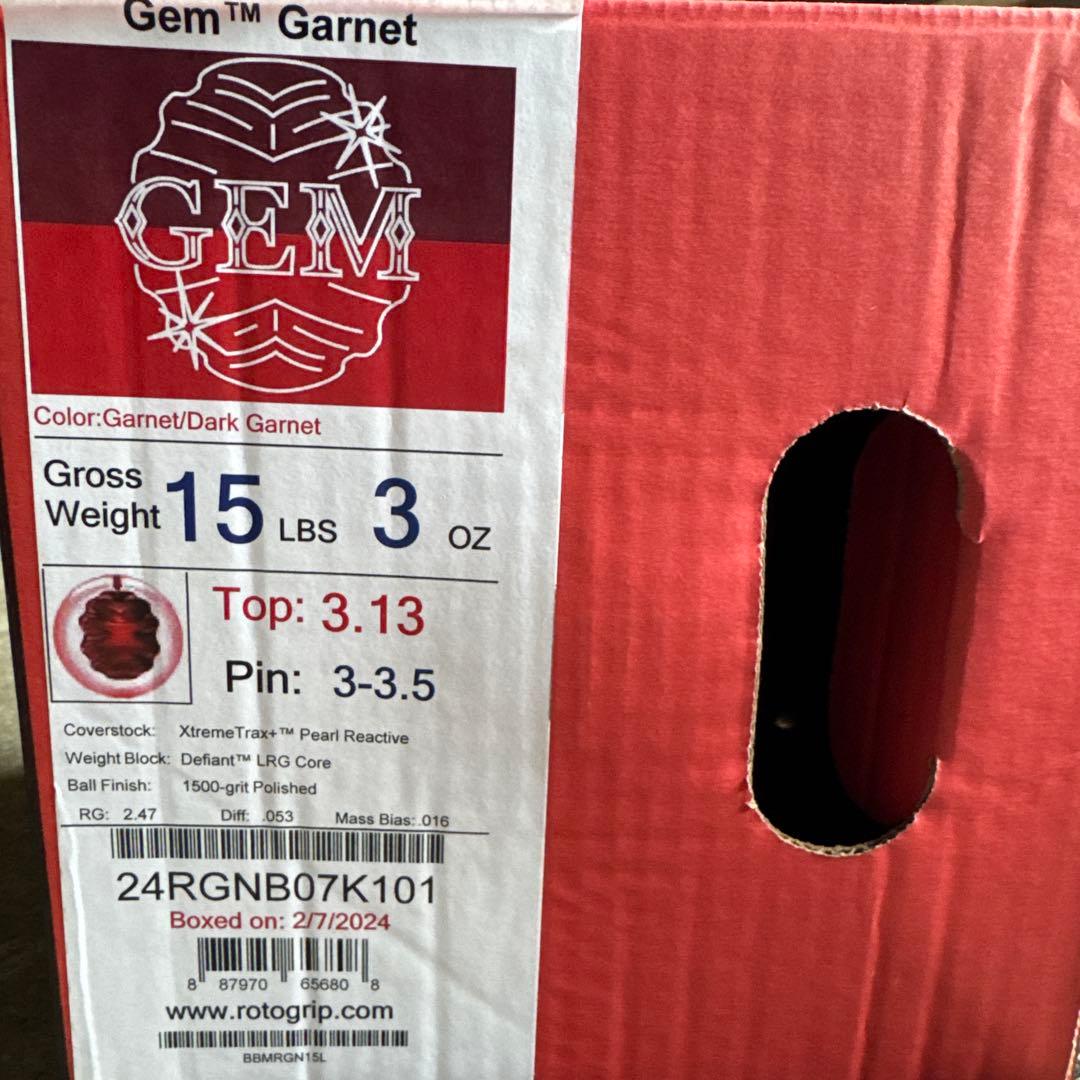 Gem™ Garnet
GEM
Color:Garnet/Dark Garnet
Gross Weight 15 LBS 3 OZ
Top: 3.13
Pin: 3-3.5
Coverstock: XtremeTrax+™ Pearl Reactive
Weight Block: Defiant™ LRG Core
Ball Finish: 1500-grit Polished
RG: 2.47 Diff: .053 Mass Bias: .016
24RGNB07K101
Boxed on: 2/7/2024
8 87970 65680 8
www.rotogrip.com
BBMRGN15L